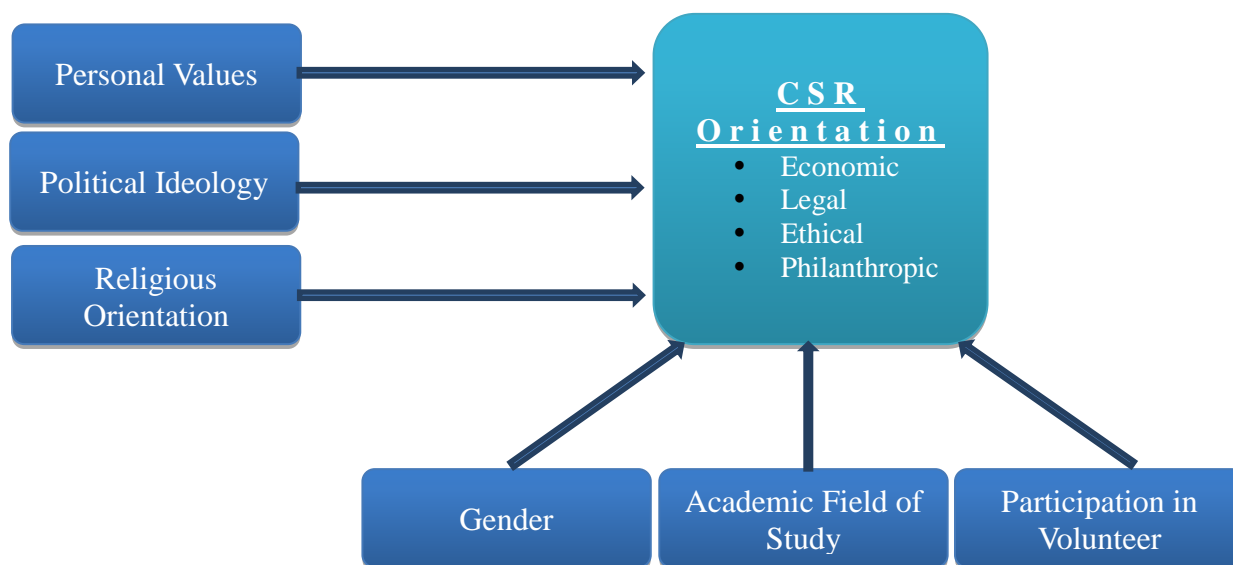 Personal Values
Political Ideology
Religious
Orientation
CSR
Orientation
• Economic
• Legal
• Ethical
• Philanthropic
Gender
Academic Field of
Study
Participation in
Volunteer